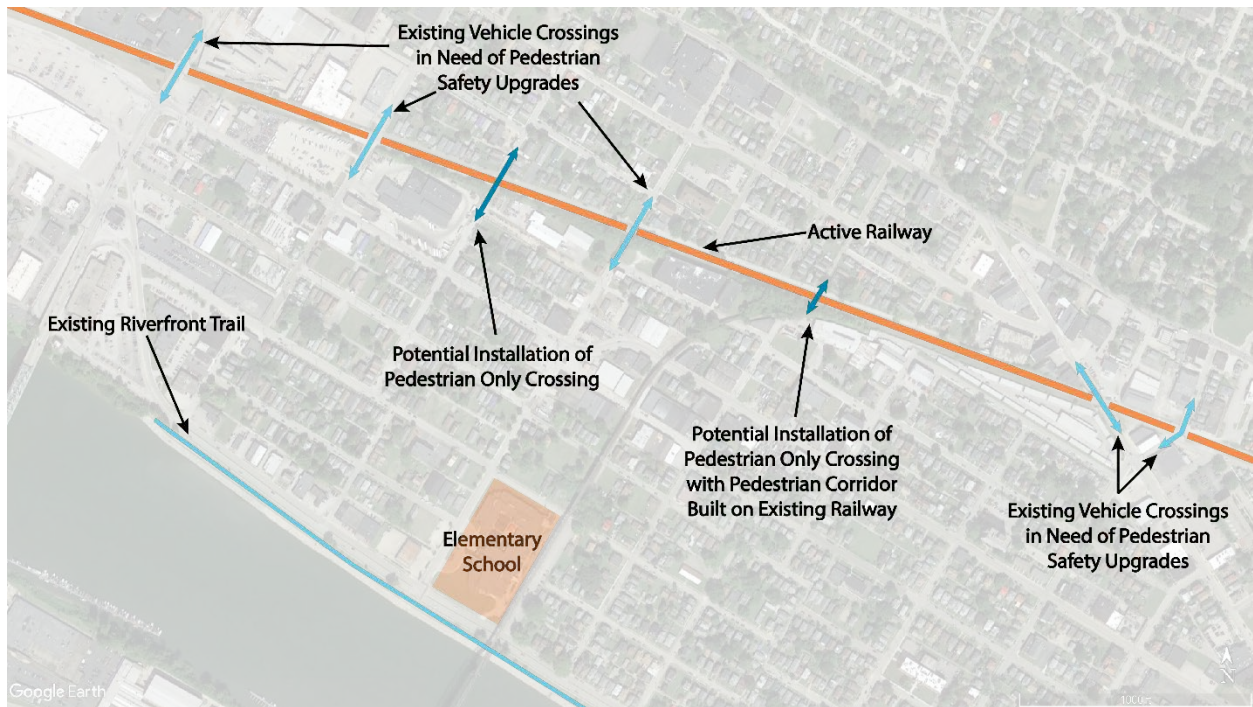 Existing Vehicle Crossings
in Need of Pedestrian
Safety Upgrades
Active Railway
Existing Riverfront Trail
Potential Installation of
Pedestrian Only Crossing
Potential Installation of
Pedestrian Only Crossing
with Pedestrian Corridor
Built on Existing Railway
Existing Vehicle Crossings
in Need of Pedestrian
Safety Upgrades
Elementary
School
Google Earth
N